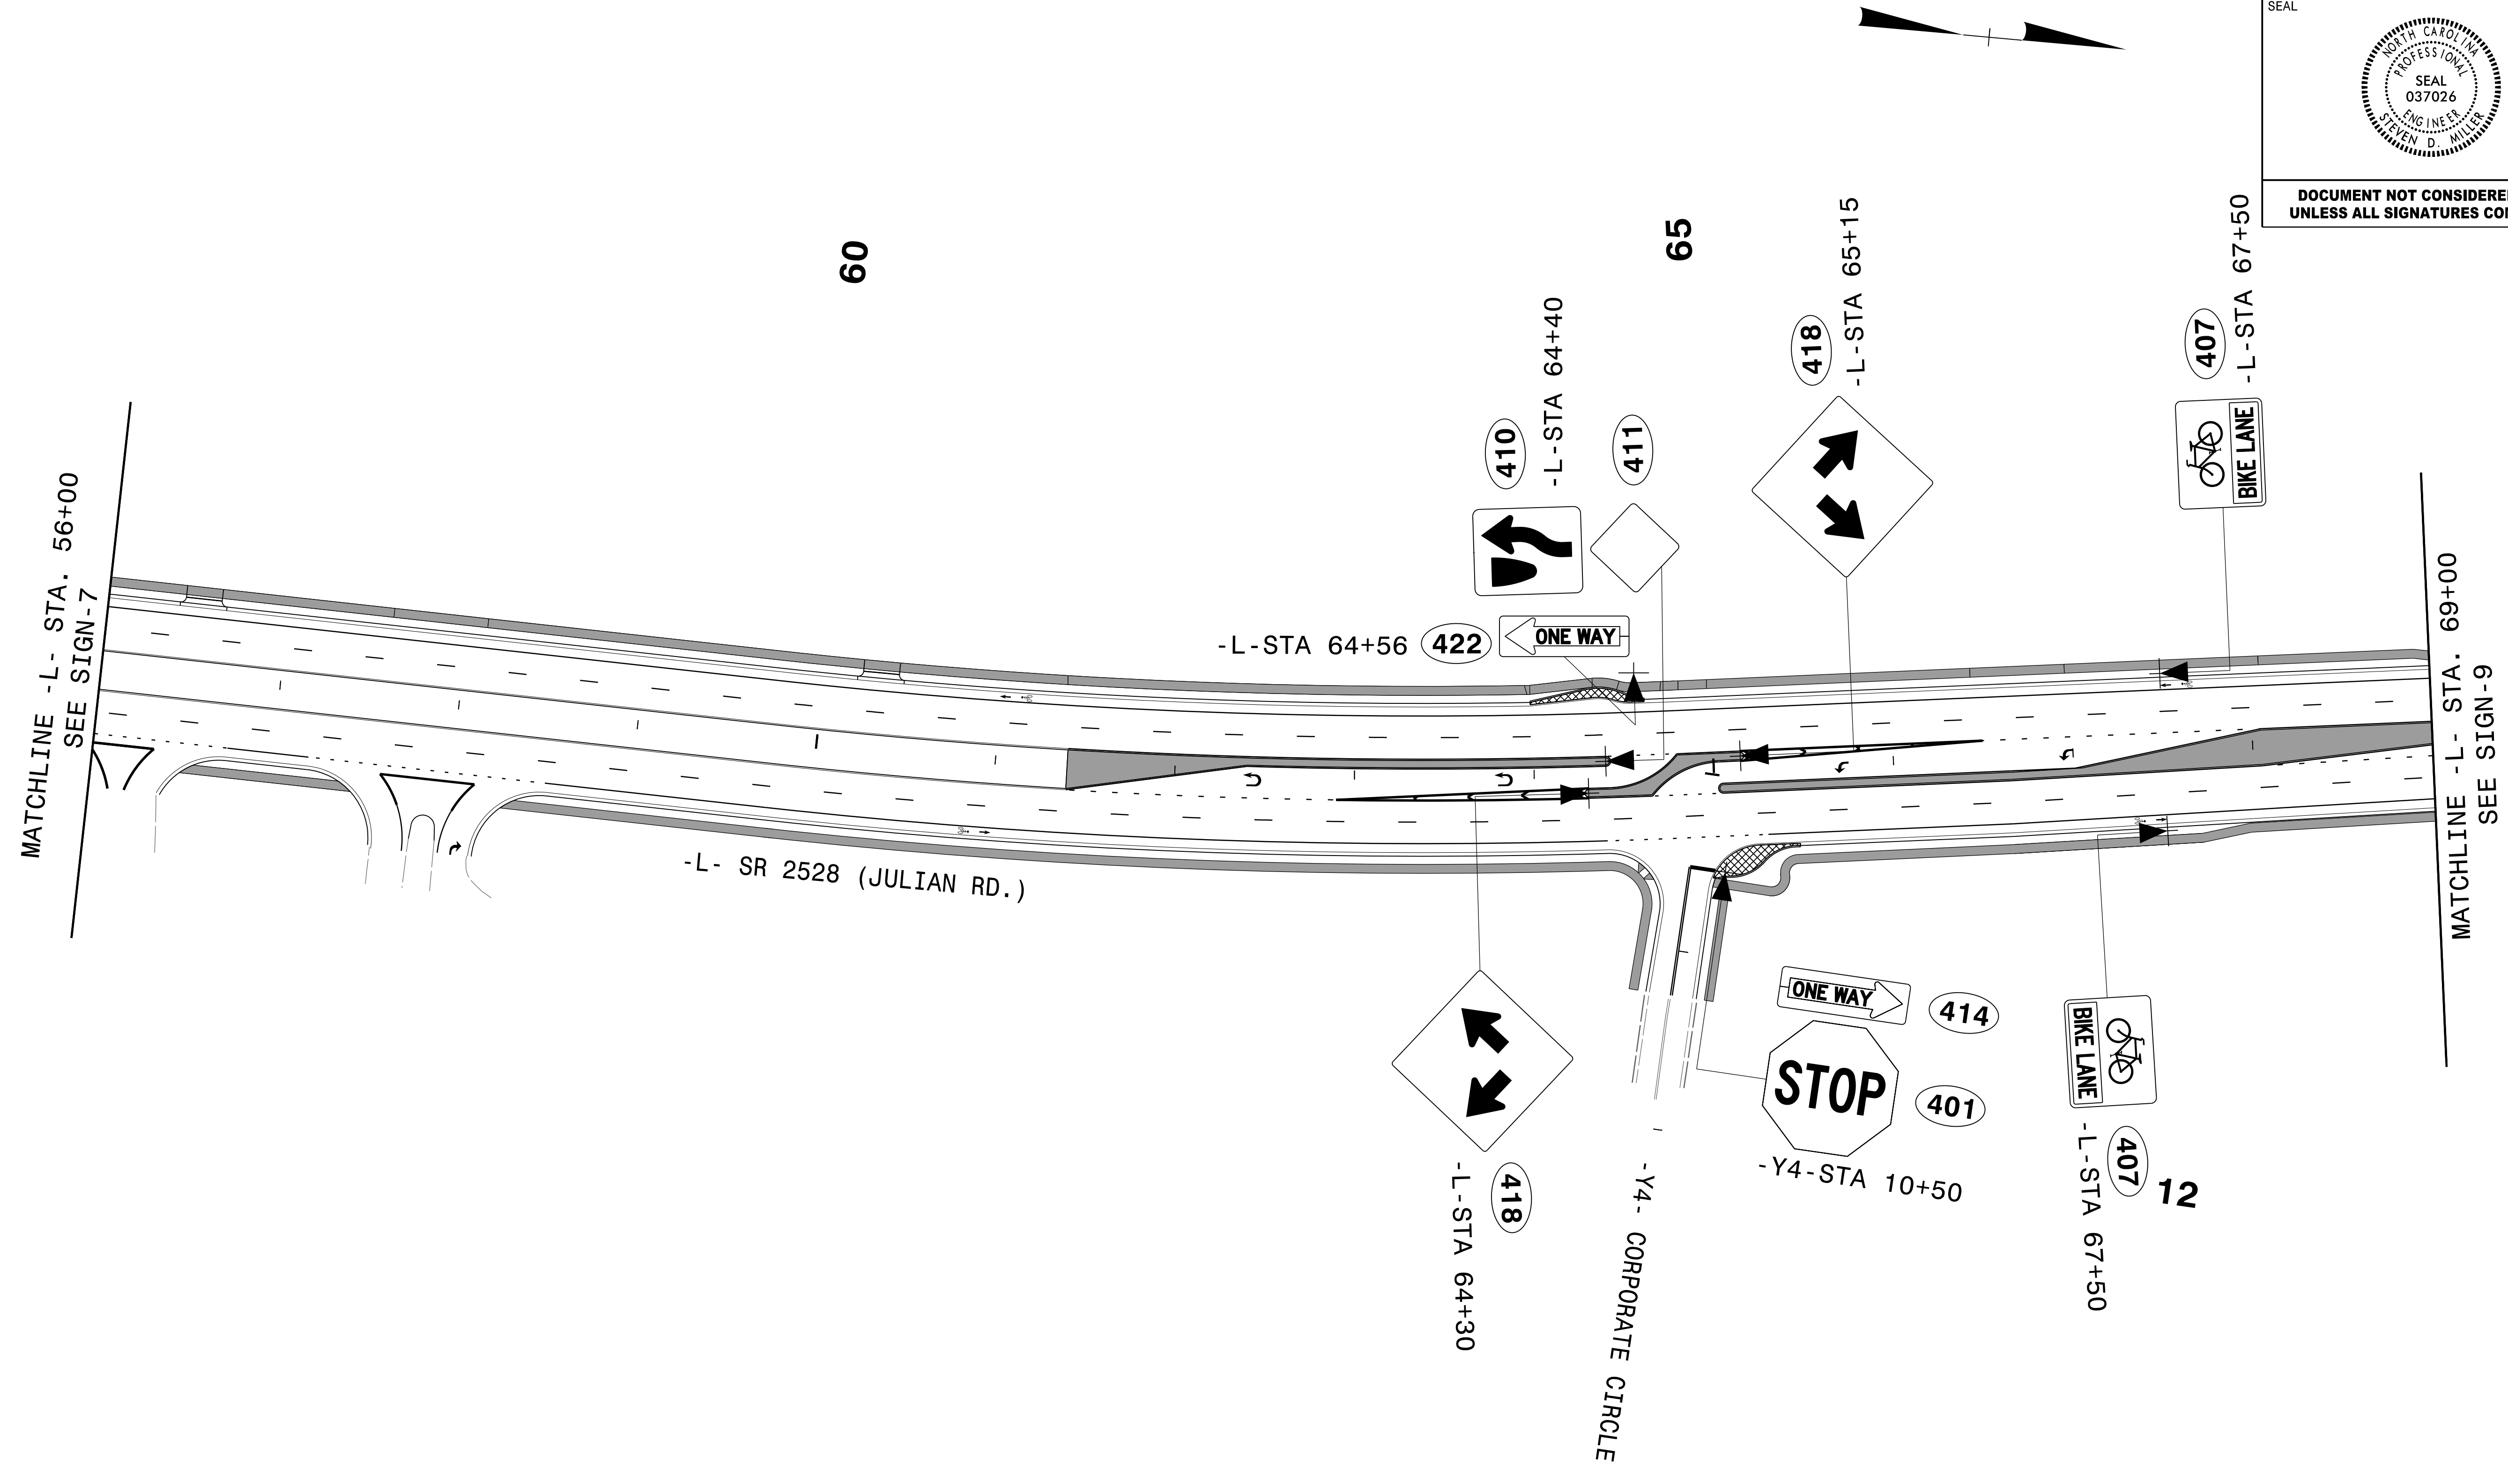 SEAL
NORTH CAROLINA
PROFESSIONAL
SEAL
037026
ENGINEER
STEVEN D. MILLER
DOCUMENT NOT CONSIDERE
UNLESS ALL SIGNATURES CO
60
65
-L-STA 64+40
410
411
418
-L-STA 65+15
407
-L-STA 67+50
BIKE LANE
-L-STA 64+56
422
ONE WAY
MATCHLINE -L- STA. 56+00
SEE SIGN-7
MATCHLINE -L- STA. 69+00
SEE SIGN-9
-L- SR 2528 (JULIAN RD.)
ONE WAY
414
STOP
401
-Y4-STA 10+50
-L-STA 64+30
418
-Y4- CORPORATE CIRCLE
BIKE LANE
407
-L-STA 67+50
12